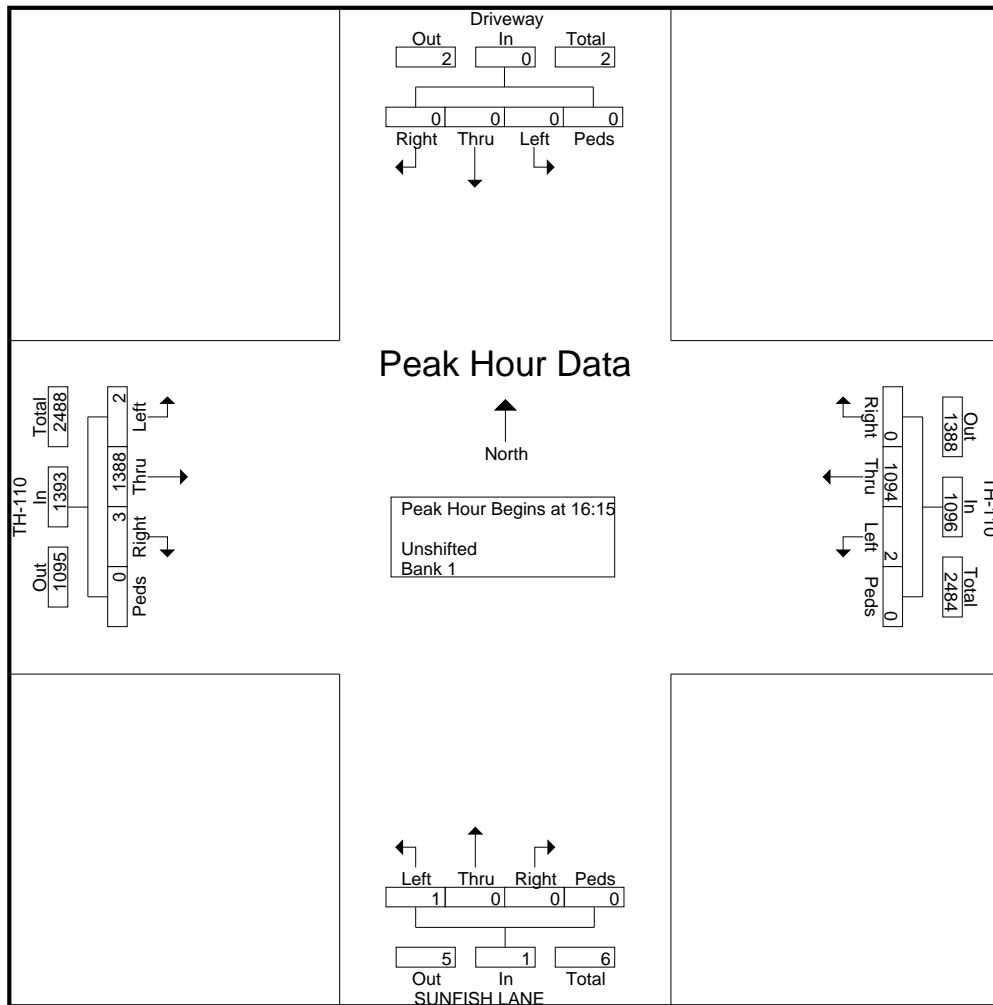 Driveway
Out In Total
2 0 2
0 0 0 0
Right Thru Left Peds
Peak Hour Data
North
Peak Hour Begins at 16:15
Unshifted
Bank 1
TH-110
Total In Out
2488 1393 1095
2 1388 3 0
Left Thru Right Peds
TH-110
Out In Total
1388 1096 2484
0 1094 2 0
Right Thru Left Peds
Left Thru Right Peds
1 0 0 0
5 1 6
Out In Total
SUNFISH LANE